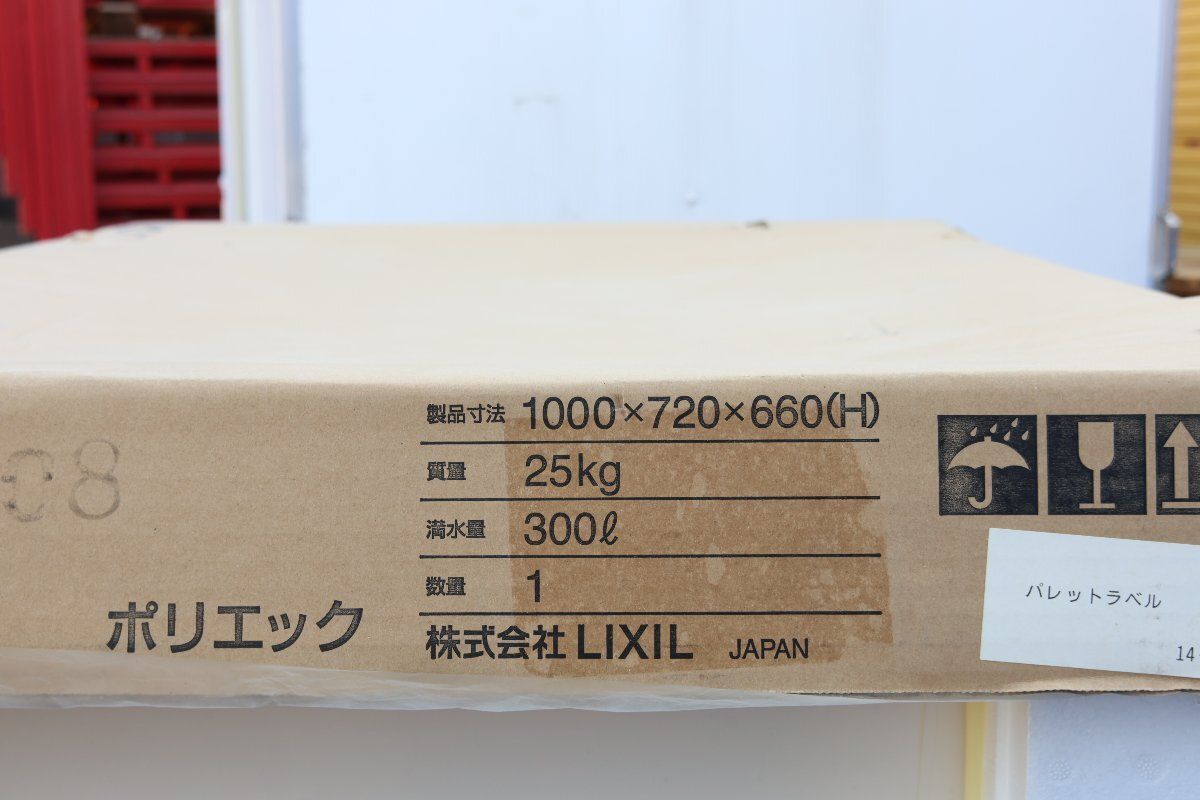 製品寸法 1000×720×660(H)
質量 25kg
満水量 300ℓ
数量 1
株式会社 LIXIL JAPAN
ポリエック
08
パレットラベル
14